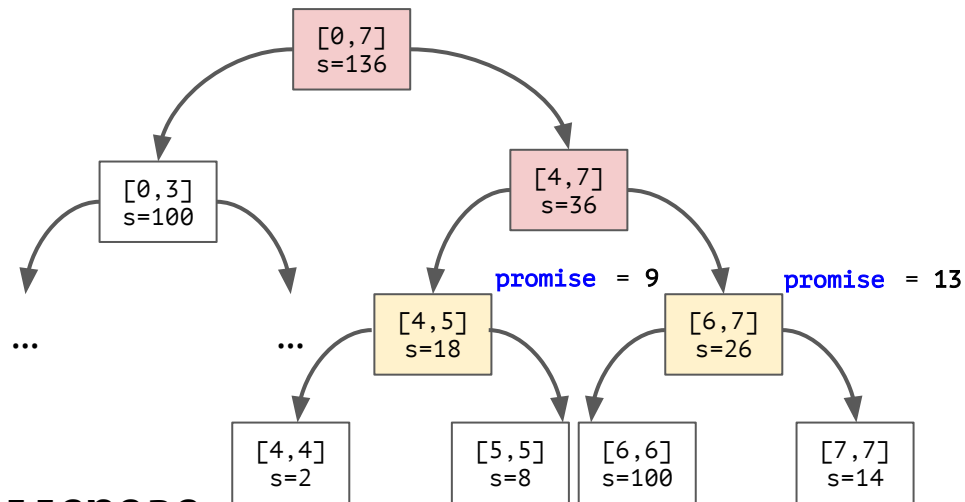 [0,7]
s=136
[0,3]
s=100
[4,7]
s=36
promise = 9
promise = 13
[4,5]
s=18
[6,7]
s=26
...
...
[4,4]
s=2
[5,5]
s=8
[6,6]
s=100
[7,7]
s=14